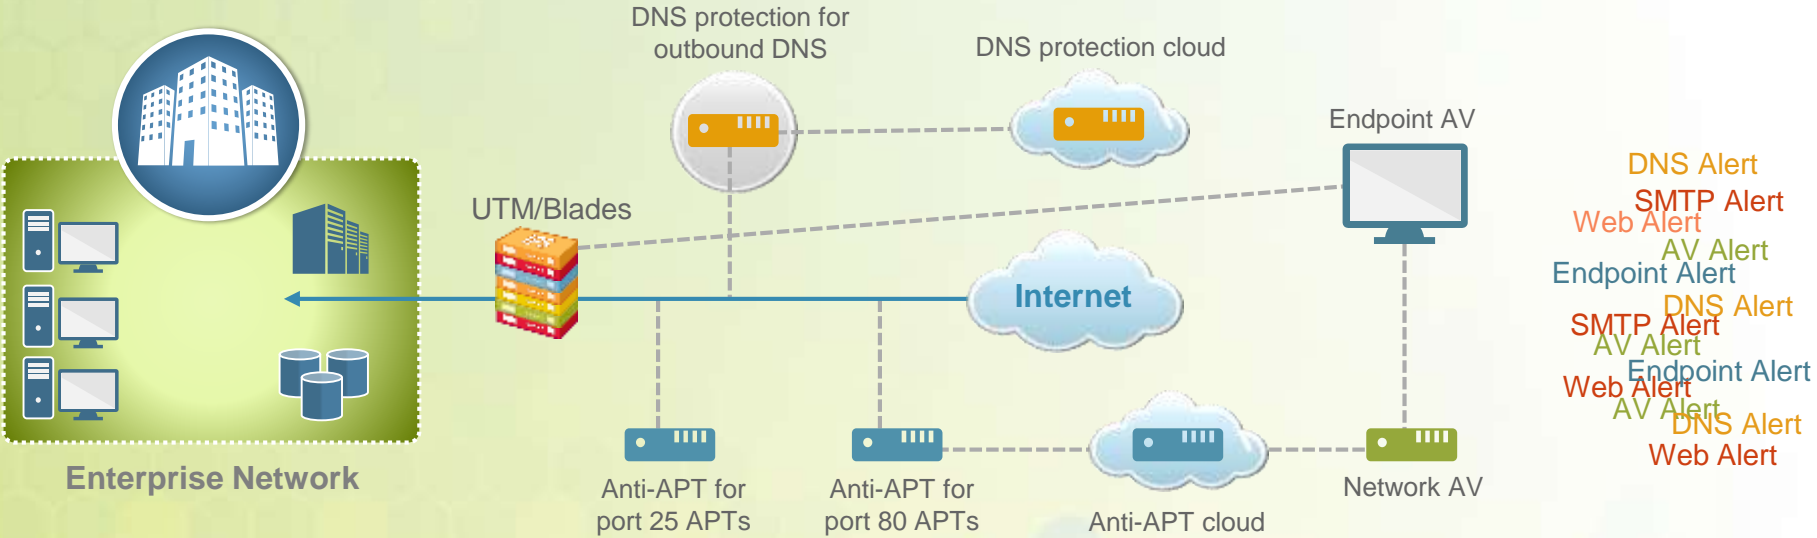 DNS protection for
outbound DNS
DNS protection cloud
Endpoint AV
UTM/Blades
Internet
Enterprise Network
Anti-APT for
port 25 APTs
Anti-APT for
port 80 APTs
Anti-APT cloud
Network AV
DNS Alert
SMTP Alert
Web Alert
AV Alert
Endpoint Alert
DNS Alert
SMTP Alert
AV Alert
Endpoint Alert
Web Alert
AV Alert
DNS Alert
Web Alert